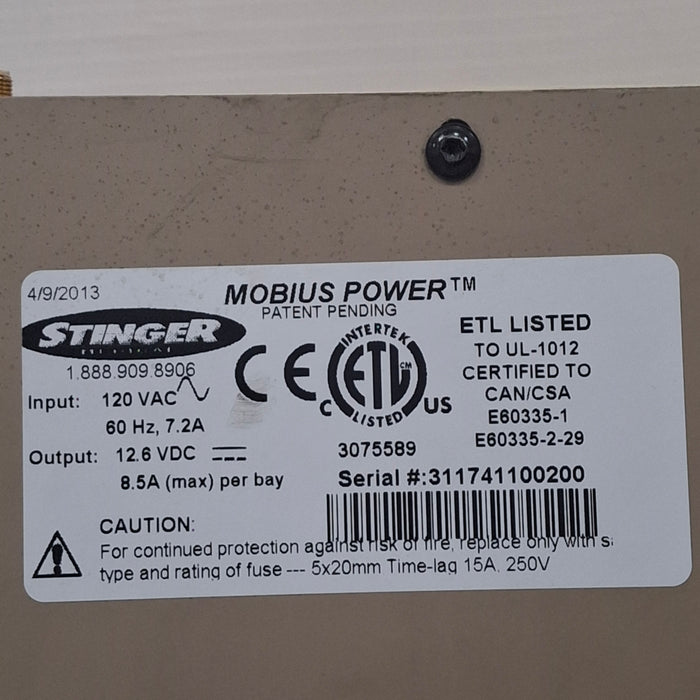 4/9/2013
MOBIUS POWER™
PATENT PENDING
STINGER
1.888.909.8906
Input: 120 VAC
60 Hz, 7.2A
Output: 12.6 VDC
8.5A (max) per bay
CE
INTERTEK
ETL CM
LISTED
C US
3075589
ETL LISTED
TO UL-1012
CERTIFIED TO
CAN/CSA
E60335-1
E60335-2-29
Serial #:311741100200
CAUTION:
For continued protection against risk of fire, replace only with
type and rating of fuse --- 5x20mm Time-lag 15A, 250V